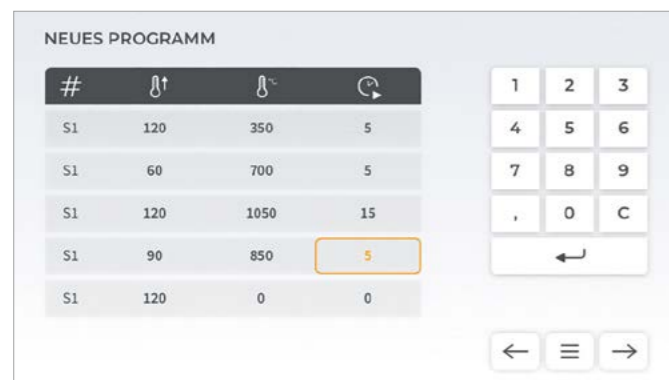 NEUES PROGRAMM
# °C
S1 120 350 5
S1 60 700 5
S1 120 1050 15
S1 90 850 5
S1 120 0 0
1 2 3
4 5 6
7 8 9
, 0 C